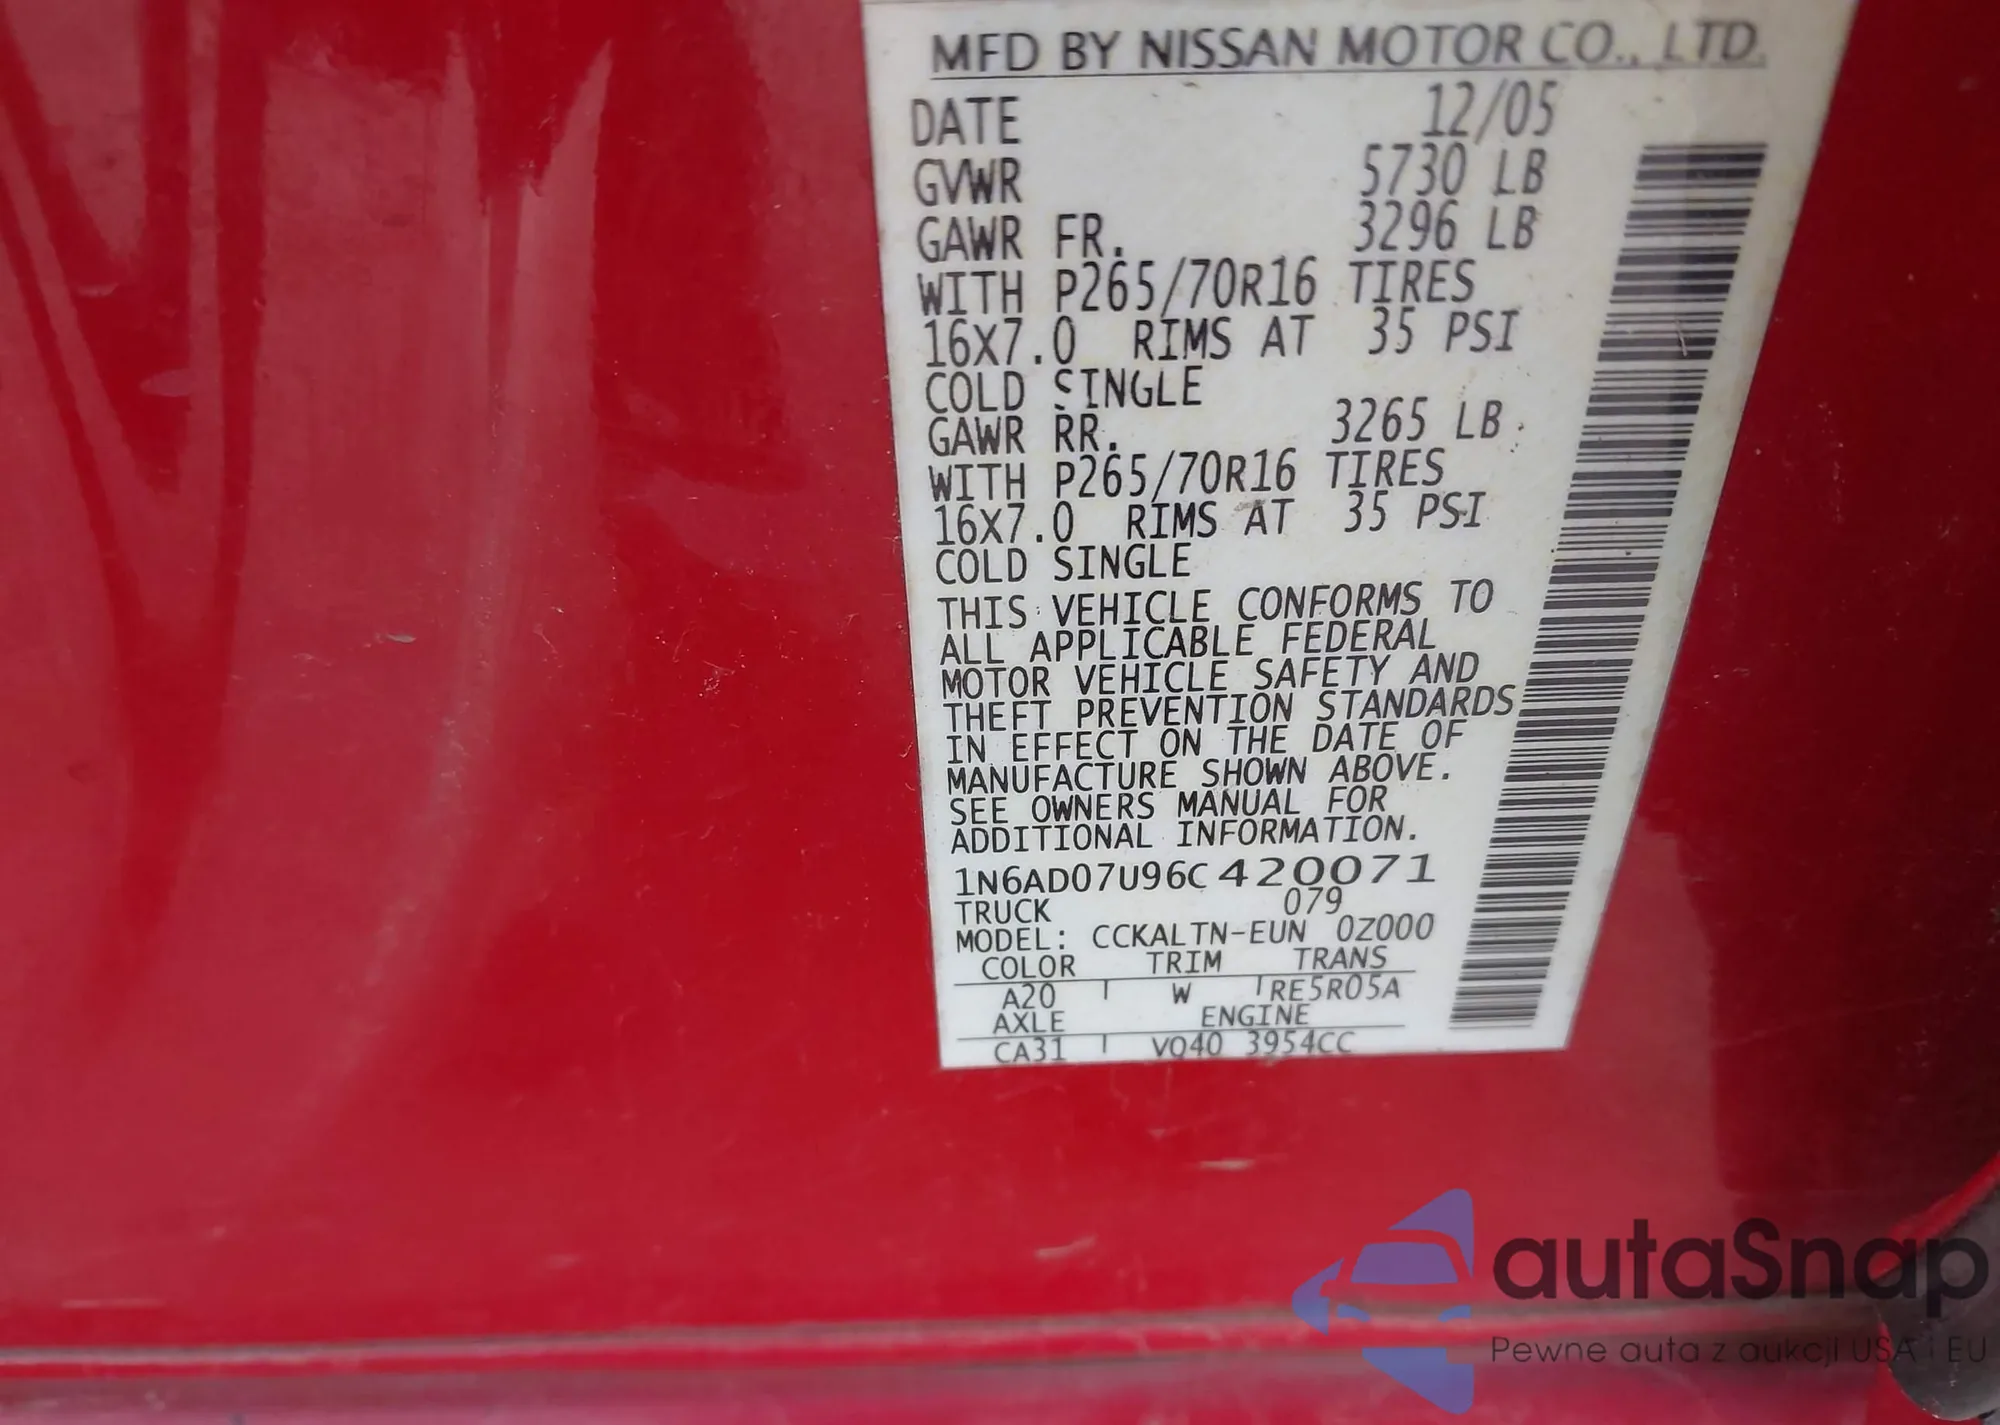 MFD BY NISSAN MOTOR CO., LTD.
DATE 12/05
GVWR 5730 LB
GAWR FR. 3296 LB
WITH P265/70R16 TIRES
16X7.0 RIMS AT 35 PSI
COLD SINGLE
GAWR RR. 3265 LB
WITH P265/70R16 TIRES
16X7.0 RIMS AT 35 PSI
COLD SINGLE
THIS VEHICLE CONFORMS TO
ALL APPLICABLE FEDERAL
MOTOR VEHICLE SAFETY AND
THEFT PREVENTION STANDARDS
IN EFFECT ON THE DATE OF
MANUFACTURE SHOWN ABOVE.
SEE OWNERS MANUAL FOR
ADDITIONAL INFORMATION.
1N6AD07U96C420071
TRUCK 079
MODEL: CCKALTN-EUN 0Z000
COLOR TRIM TRANS
A20 W RE5R05A
AXLE ENGINE
CA31 VQ40 3954CC
autaSnap
Pewne auta z aukcji USA i EU